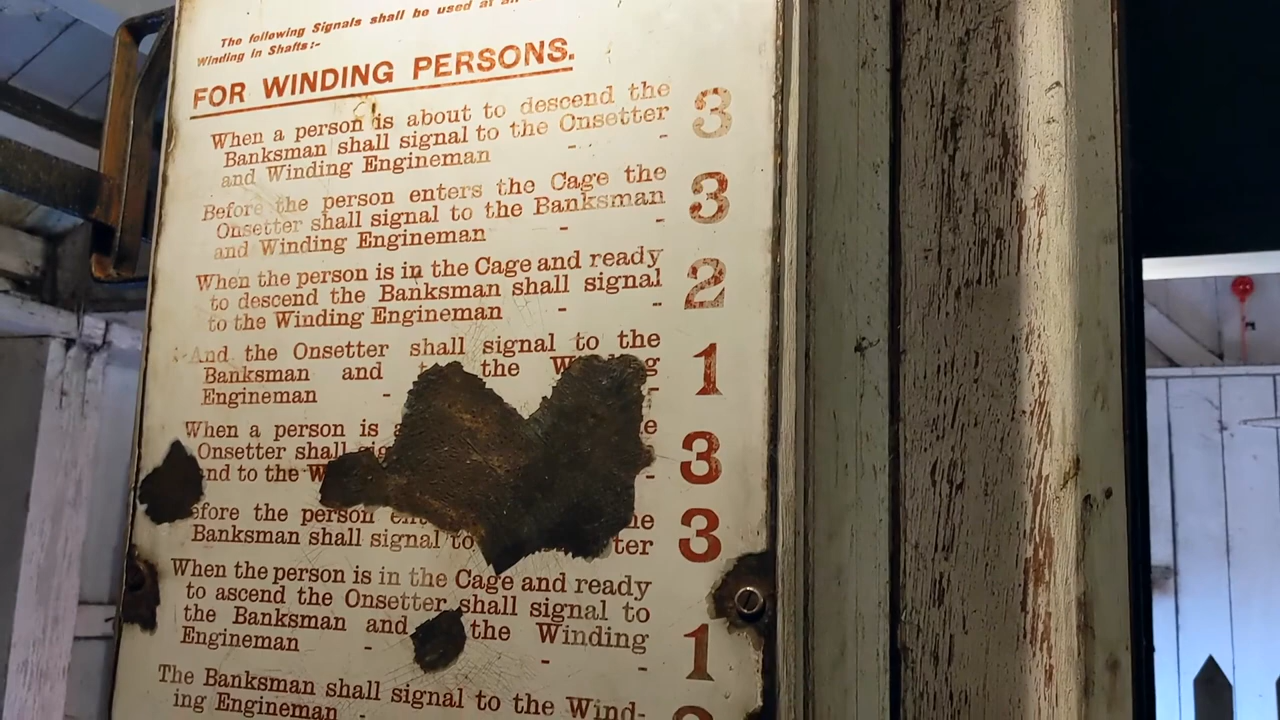 The following Signals shall be used at
Winding in Shafts:-
FOR WINDING PERSONS.
When a person is about to descend the
Banksman shall signal to the Onsetter
and Winding Engineman - - 3
Before the person enters the Cage the
Onsetter shall signal to the Banksman
and Winding Engineman - - 3
When the person is in the Cage and ready
to descend the Banksman shall signal
to the Winding Engineman - - 2
And the Onsetter shall signal to the
Banksman and the
Engineman - 1
When a person is
Onsetter shall
to the - 3
the person
Banksman shall signal to 3
When the person is in the Cage and ready
to ascend the Onsetter shall signal to
the Banksman and the Winding
Engineman - - - 1
The Banksman shall signal to the Wind-
ing Engineman -